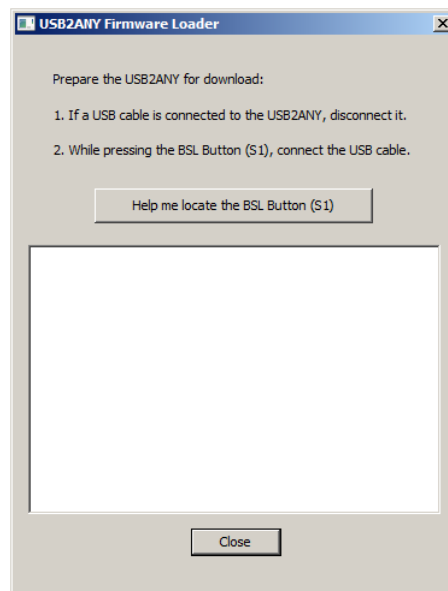 USB2ANY Firmware Loader
Prepare the USB2ANY for download:
1. If a USB cable is connected to the USB2ANY, disconnect it.
2. While pressing the BSL Button (S1), connect the USB cable.
Help me locate the BSL Button (S1)
Close